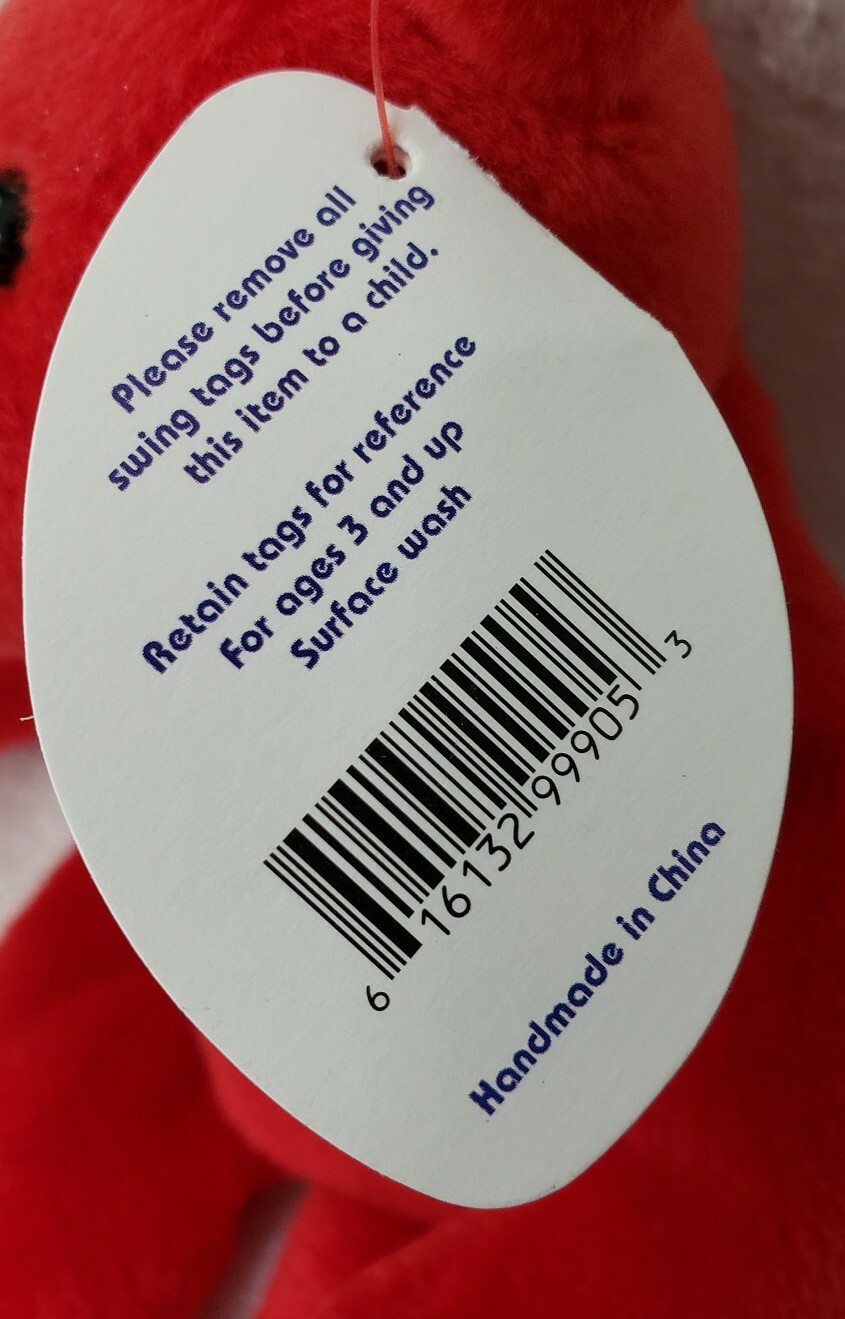 Please remove all
swing tags before giving
this item to a child.
Retain tags for reference
For ages 3 and up
Surface wash
6 16132 99905 3
Handmade in China